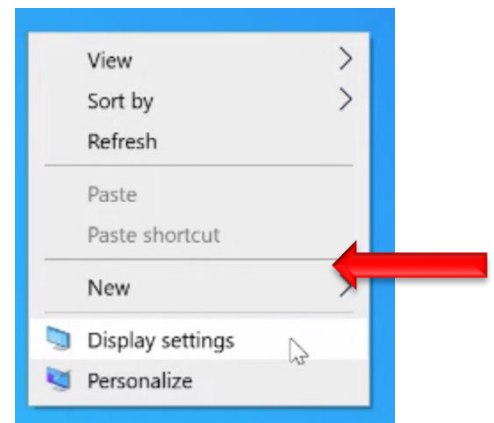 View
Sort by
Refresh
Paste
Paste shortcut
New
Display settings
Personalize